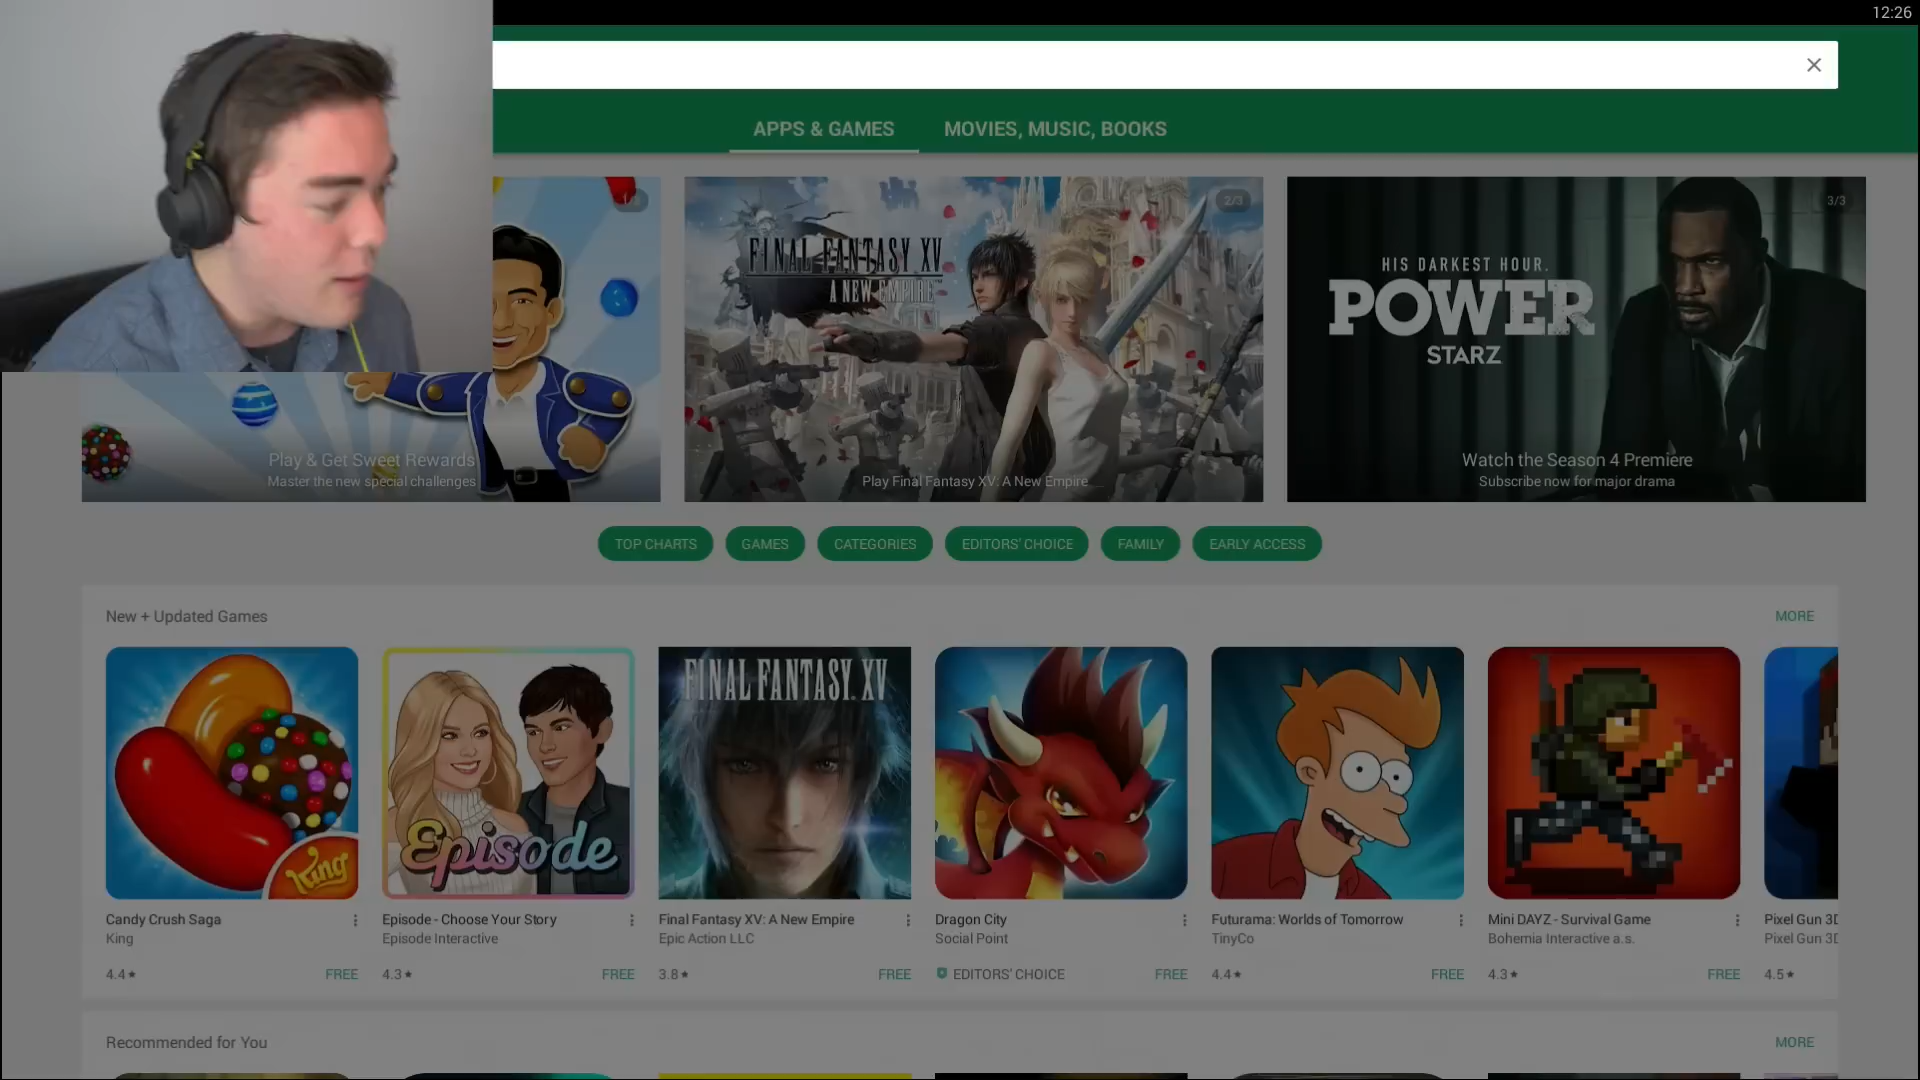 12:26
APPS & GAMES
MOVIES, MUSIC, BOOKS
2/3
FINAL FANTASY XV
A NEW EMPIRE
Play Final Fantasy XV: A New Empire
3/3
HIS DARKEST HOUR.
POWER
STARZ
Watch the Season 4 Premiere
Subscribe now for major drama
Play & Get Sweet Rewards
Master the new special challenges
TOP CHARTS
GAMES
CATEGORIES
EDITORS' CHOICE
FAMILY
EARLY ACCESS
New + Updated Games
MORE
King
Episode
FINAL FANTASY XV
Candy Crush Saga
King
4.4★
FREE
Episode - Choose Your Story
Episode Interactive
4.3★
FREE
Final Fantasy XV: A New Empire
Epic Action LLC
3.8★
FREE
Dragon City
Social Point
EDITORS' CHOICE
FREE
Futurama: Worlds of Tomorrow
TinyCo
4.4★
FREE
Mini DAYZ - Survival Game
Bohemia Interactive a.s.
4.3★
FREE
Pixel Gun 3D
Pixel Gun 3D
4.5★
Recommended for You
MORE